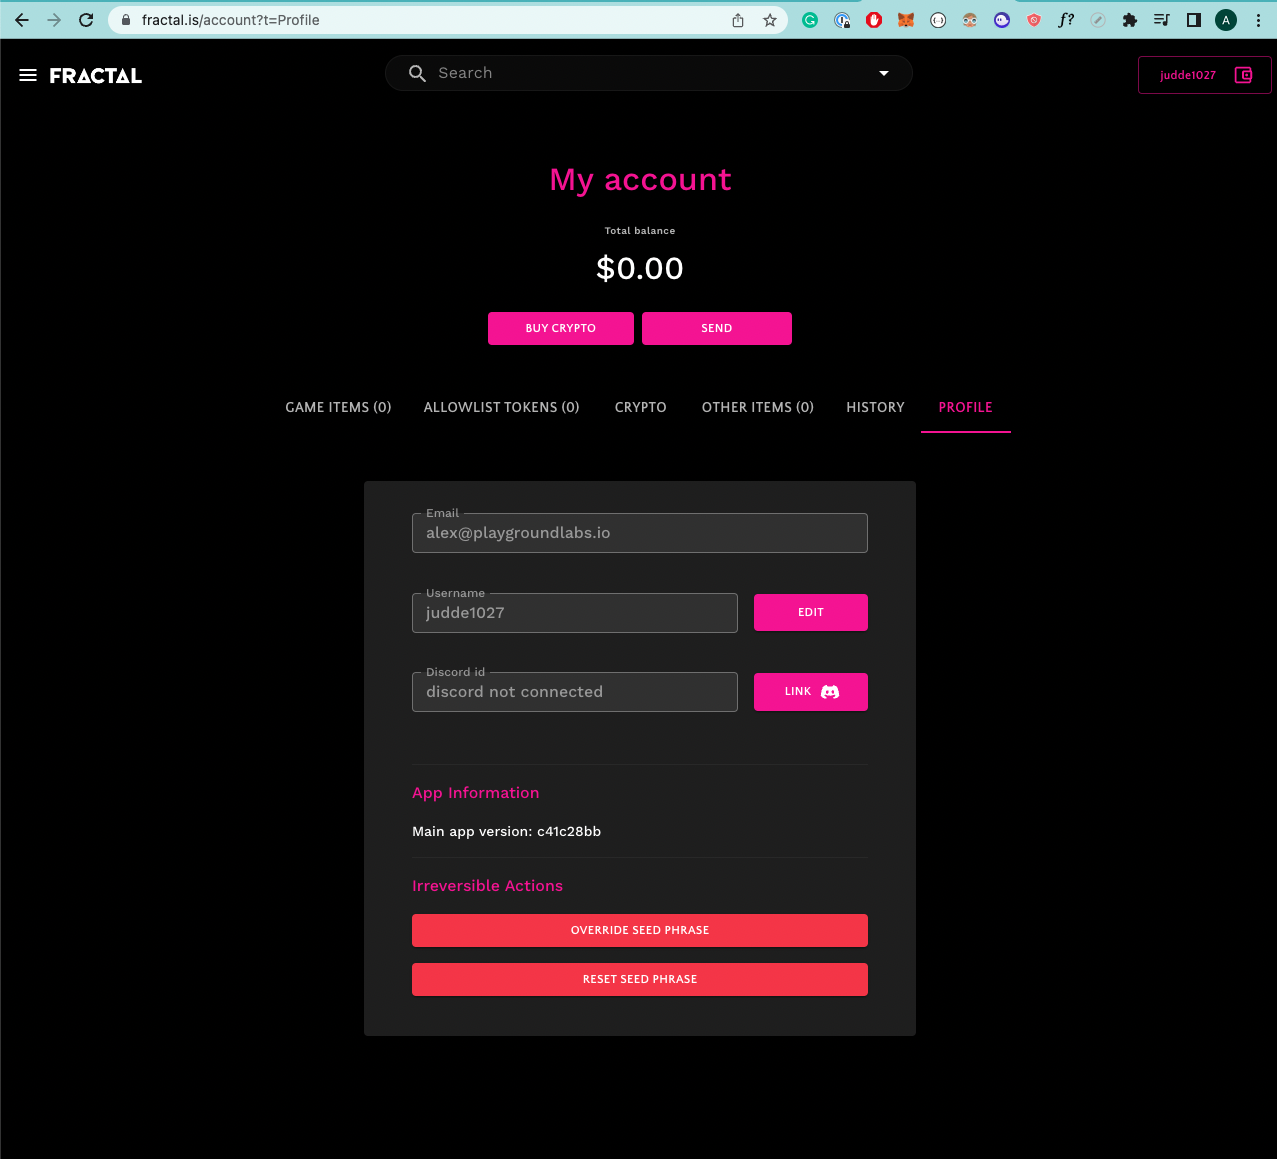 fractal.is/account?t=Profile
f?
A
FRACTAL
Search
judde1027
My account
Total balance
$0.00
BUY CRYPTO
SEND
GAME ITEMS (0)
ALLOWLIST TOKENS (0)
CRYPTO
OTHER ITEMS (0)
HISTORY
PROFILE
Email
alex@playgroundlabs.io
Username
judde1027
EDIT
Discord id
discord not connected
LINK
App Information
Main app version: c41c28bb
Irreversible Actions
OVERRIDE SEED PHRASE
RESET SEED PHRASE